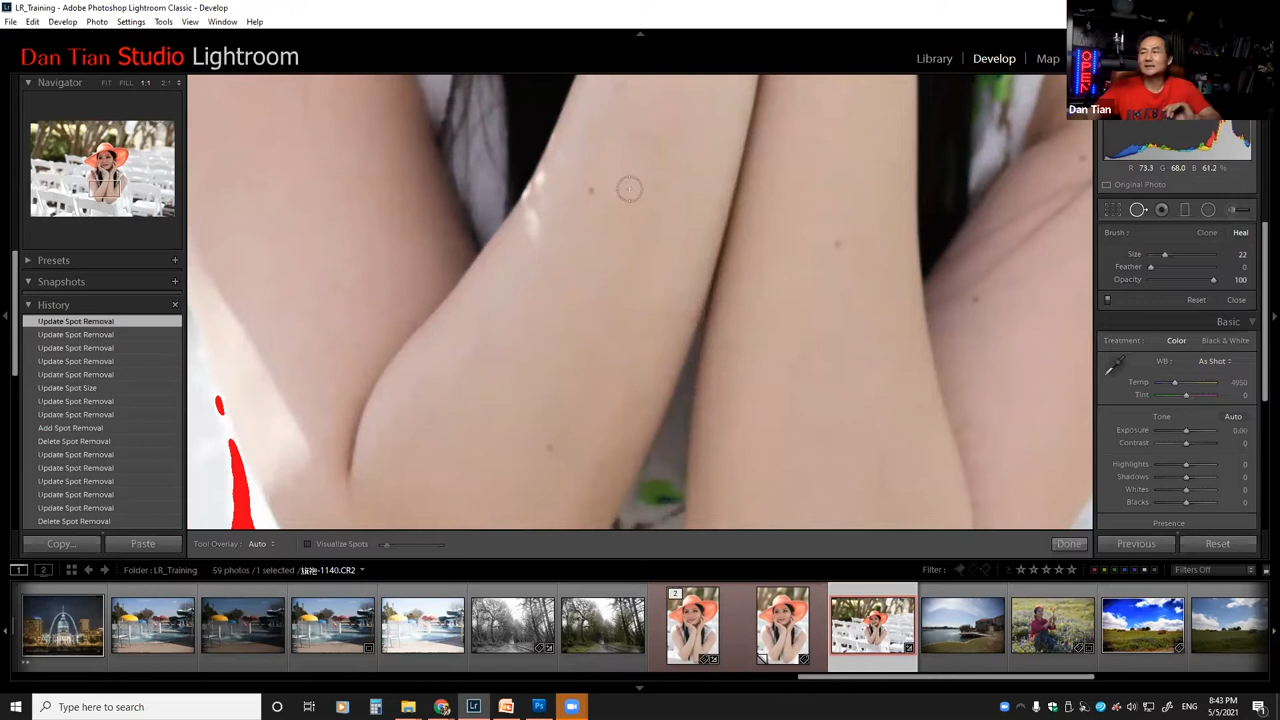 LR_Training - Adobe Photoshop Lightroom Classic - Develop
File Edit Develop Photo Settings Tools View Window Help
Dan Tian Studio Lightroom
Library Develop Map
Dan Tian
OPEN
Navigator FIT FILL 1:1 2:1
R 73.3 G 68.0 B 61.2 %
Original Photo
Brush: Clone Heal
Size 22
Feather 0
Opacity 100
Reset Close
Presets
Snapshots
History
Basic
Update Spot Removal
Update Spot Removal
Update Spot Removal
Update Spot Removal
Update Spot Removal
Update Spot Size
Update Spot Removal
Update Spot Removal
Add Spot Removal
Delete Spot Removal
Update Spot Removal
Update Spot Removal
Update Spot Removal
Update Spot Removal
Update Spot Removal
Delete Spot Removal
Treatment: Color Black & White
WB: As Shot
Temp 4950
Tint 0
Tone Auto
Exposure 0.00
Contrast 0
Highlights 0
Shadows 0
Whites 0
Blacks 0
Presence
Copy... Paste
Tool Overlay: Auto Visualize Spots Done
Previous Reset
1 2 Folder: LR_Training 59 photos / 1 selected / 旗袍-1140.CR2
Filter: Filters Off
2
Type here to search
8:43 PM
5/5/2021